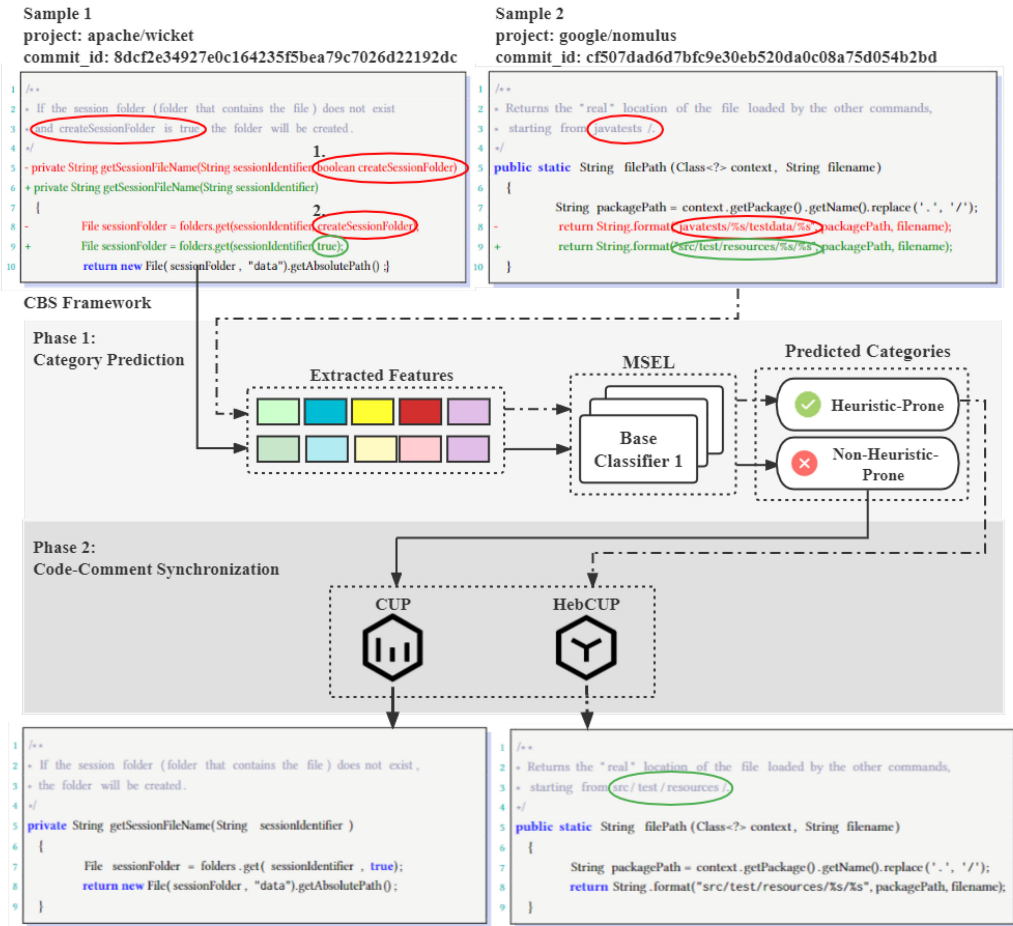 Sample 1
project: apache/wicket
commit_id: 8dcf2e34927e0c164235f5bea79c7026d22192dc
1 /**
2 * If the session folder (folder that contains the file) does not exist
3 * and createSessionFolder is true, the folder will be created.
4 */
1.
5 - private String getSessionFileName(String sessionIdentifier, boolean createSessionFolder)
6 + private String getSessionFileName(String sessionIdentifier)
7 {
2.
8 - File sessionFolder = folders.get(sessionIdentifier, createSessionFolder);
9 + File sessionFolder = folders.get(sessionIdentifier, true);
10 return new File( sessionFolder, "data").getAbsolutePath() ;}
Sample 2
project: google/nomulus
commit_id: cf507dad6d7bfc9e30eb520da0c08a75d054b2bd
1 /**
2 * Returns the "real" location of the file loaded by the other commands,
3 * starting from javatests /.
4 */
5 public static String filePath (Class<?> context, String filename)
6 {
7 String packagePath = context.getPackage().getName().replace('.', '/');
8 - return String.format("javatests/%s/testdata/%s", packagePath, filename);
9 + return String.format("src/test/resources/%s/%s", packagePath, filename);
10 }
CBS Framework
Phase 1:
Category Prediction
Extracted Features
MSEL
Base
Classifier 1
Predicted Categories
Heuristic-Prone
Non-Heuristic-
Prone
Phase 2:
Code-Comment Synchronization
CUP
HebCUP
1 /**
2 * If the session folder (folder that contains the file) does not exist,
3 * the folder will be created.
4 */
5 private String getSessionFileName(String sessionIdentifier )
6 {
7 File sessionFolder = folders .get( sessionIdentifier , true);
8 return new File( sessionFolder, "data").getAbsolutePath() ;
9 }
1 /**
2 * Returns the "real" location of the file loaded by the other commands,
3 * starting from src/ test / resources /.
4 */
5 public static String filePath (Class<?> context, String filename)
6 {
7 String packagePath = context.getPackage().getName().replace('.', '/');
8 return String .format("src/test/resources/%s/%s", packagePath, filename);
9 }